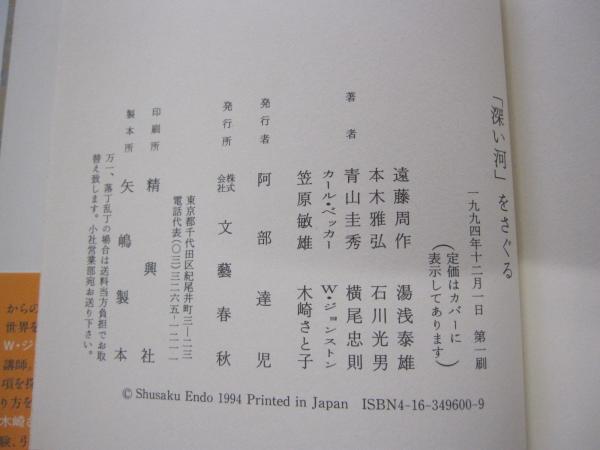 「深い河」をさぐる
一九九四年十二月一日 第一刷
（定価はカバーに
表示してあります）
著者
遠藤周作 湯浅泰雄
本木雅弘 石川光男
青山圭秀 横尾忠則
カール・ベッカー W・ジョンストン
笠原敏雄 木崎さと子
発行者 阿部達児
発行所 株式会社 文藝春秋
東京都千代田区紀尾井町三―二三
電話代表（〇三）三二六五―一二一一
印刷所 精興社
製本所 矢嶋製本
万一、落丁乱丁の場合は送料当方負担でお取
替え致します。小社営業部宛お送り下さい。
© Shusaku Endo 1994 Printed in Japan ISBN4-16-349600-9
からの
世界を
W・ジ
講師。
項を探
り方を
木崎さ